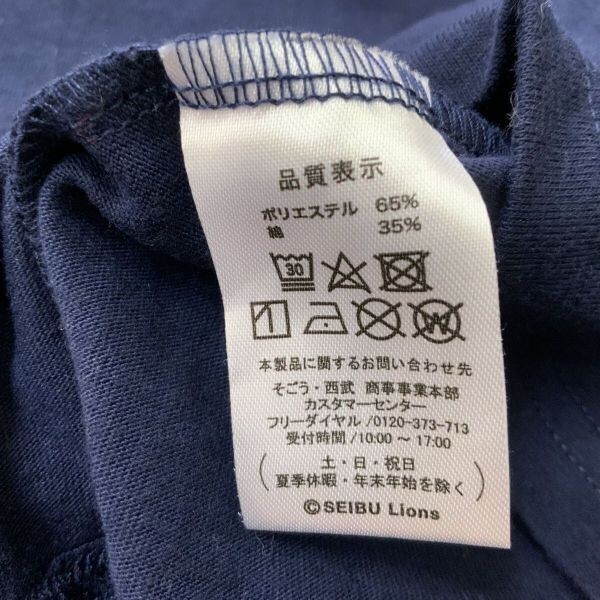 品質表示
ポリエステル 65%
綿 35%
30
W
本製品に関するお問い合わせ先
そごう・西武 商事事業本部
カスタマーセンター
フリーダイヤル/0120-373-713
受付時間/10:00～17:00
(土・日・祝日
夏季休暇・年末年始を除く)
©SEIBU Lions